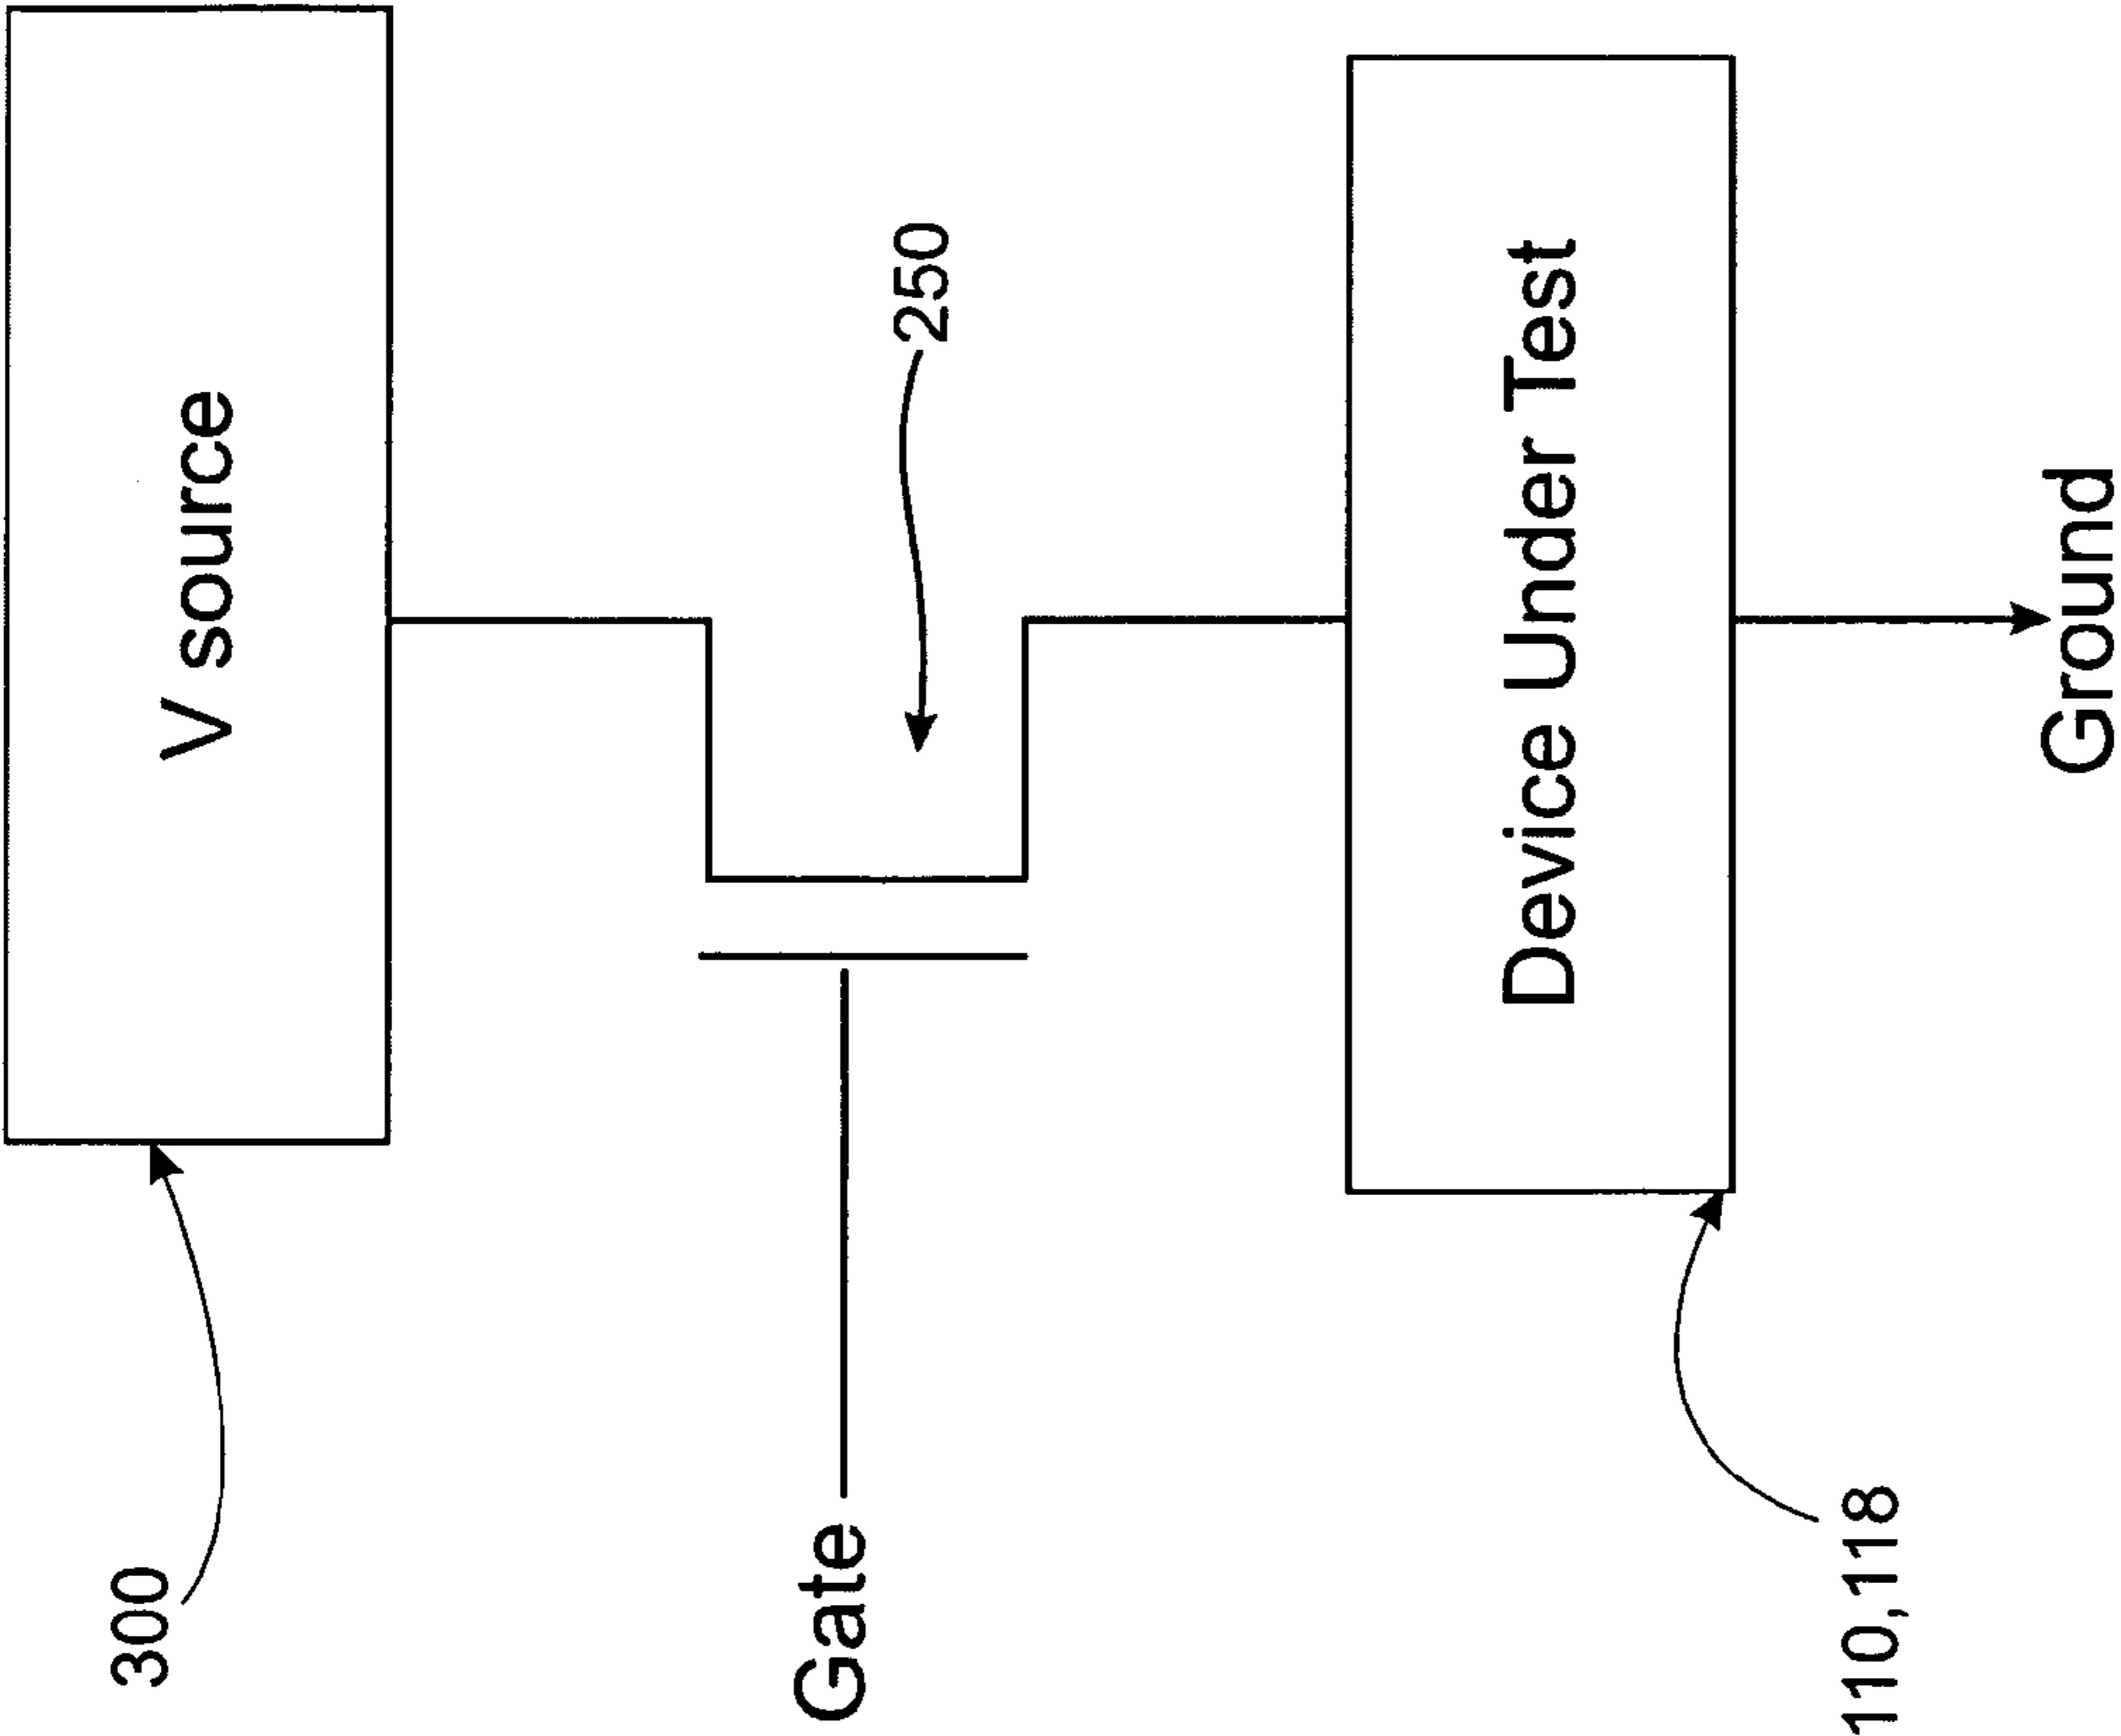 300
V source
Gate
250
110,118
Device Under Test
Ground